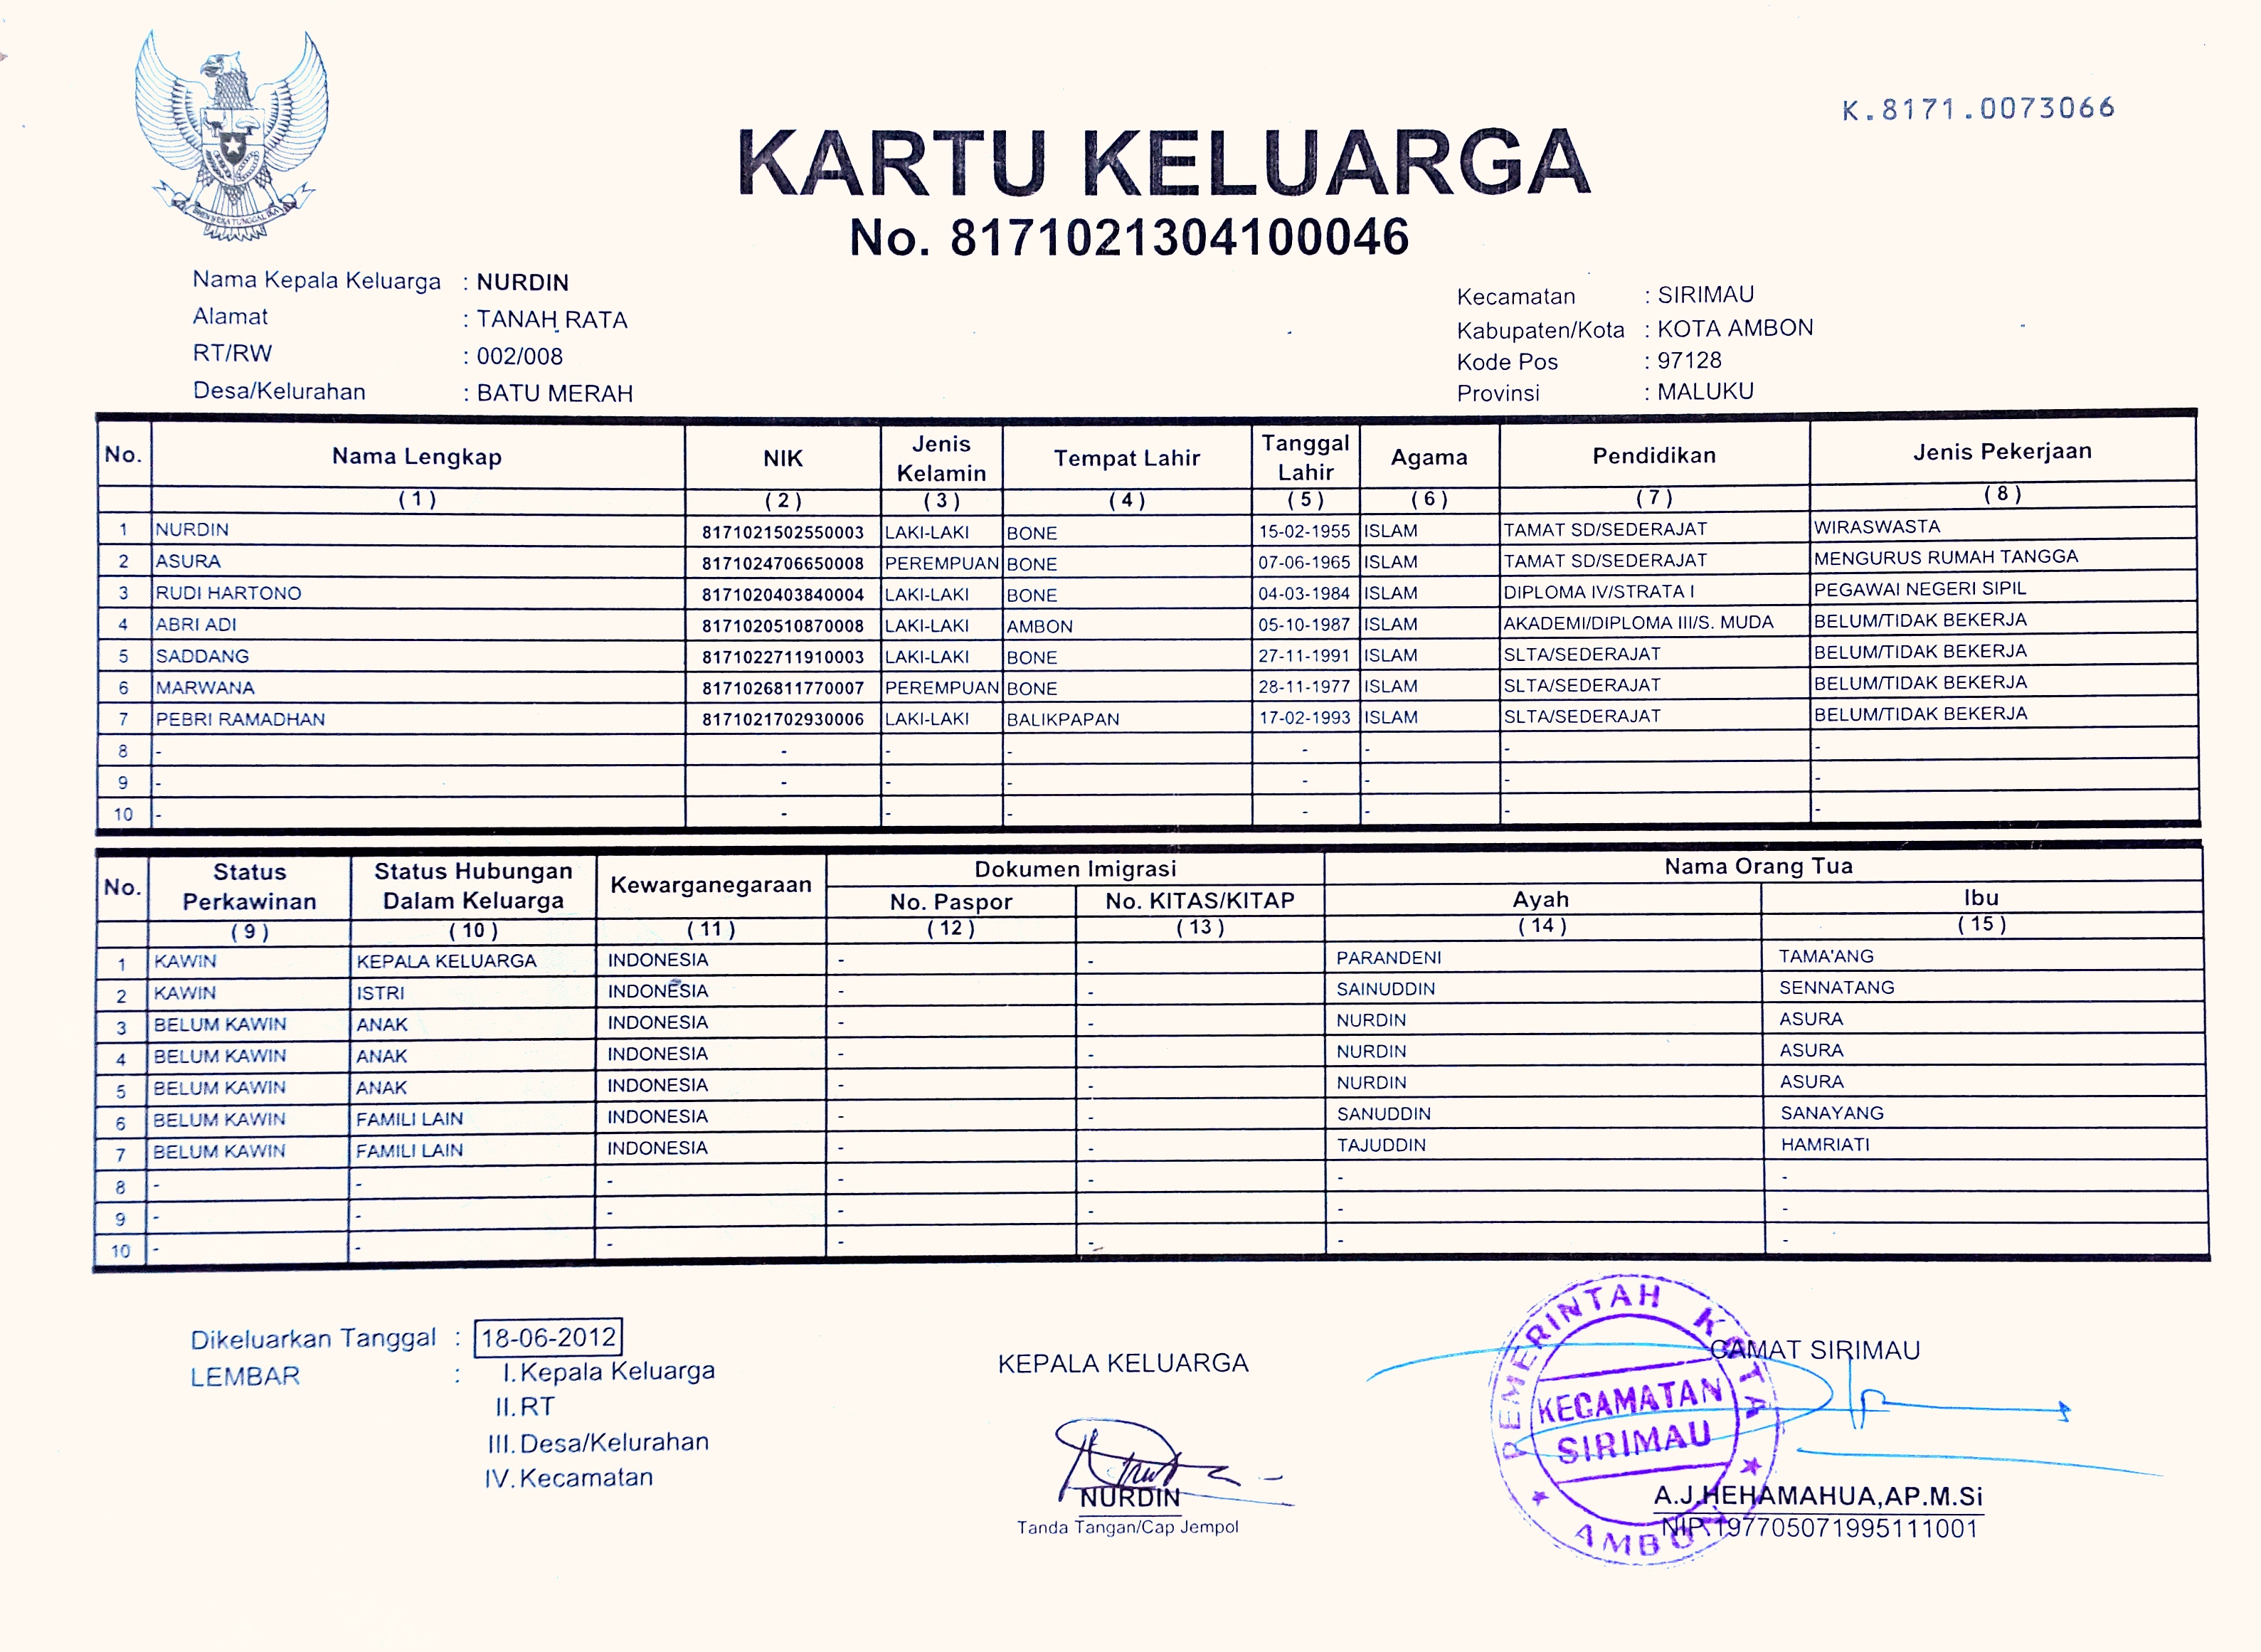 K.8171.0073066
KARTU KELUARGA
No. 8171021304100046
Nama Kepala Keluarga : NURDIN
Alamat : TANAH RATA
RT/RW : 002/008
Desa/Kelurahan : BATU MERAH
Kecamatan : SIRIMAU
Kabupaten/Kota : KOTA AMBON
Kode Pos : 97128
Provinsi : MALUKU
No. Nama Lengkap NIK Jenis Kelamin Tempat Lahir Tanggal Lahir Agama Pendidikan Jenis Pekerjaan
(1) (2) (3) (4) (5) (6) (7) (8)
1 NURDIN 8171021502550003 LAKI-LAKI BONE 15-02-1955 ISLAM TAMAT SD/SEDERAJAT WIRASWASTA
2 ASURA 8171024706650008 PEREMPUAN BONE 07-06-1965 ISLAM TAMAT SD/SEDERAJAT MENGURUS RUMAH TANGGA
3 RUDI HARTONO 8171020403840004 LAKI-LAKI BONE 04-03-1984 ISLAM DIPLOMA IV/STRATA I PEGAWAI NEGERI SIPIL
4 ABRI ADI 8171020510870008 LAKI-LAKI AMBON 05-10-1987 ISLAM AKADEMI/DIPLOMA III/S. MUDA BELUM/TIDAK BEKERJA
5 SADDANG 8171022711910003 LAKI-LAKI BONE 27-11-1991 ISLAM SLTA/SEDERAJAT BELUM/TIDAK BEKERJA
6 MARWANA 8171026811770007 PEREMPUAN BONE 28-11-1977 ISLAM SLTA/SEDERAJAT BELUM/TIDAK BEKERJA
7 PEBRI RAMADHAN 8171021702930006 LAKI-LAKI BALIKPAPAN 17-02-1993 ISLAM SLTA/SEDERAJAT BELUM/TIDAK BEKERJA
8 - - - - - - - -
9 - - - - - - - -
10 - - - - - - - -
No. Status Perkawinan Status Hubungan Dalam Keluarga Kewarganegaraan Dokumen Imigrasi Nama Orang Tua
No. Paspor No. KITAS/KITAP Ayah Ibu
(9) (10) (11) (12) (13) (14) (15)
1 KAWIN KEPALA KELUARGA INDONESIA - - PARANDENI TAMA'ANG
2 KAWIN ISTRI INDONESIA - - SAINUDDIN SENNATANG
3 BELUM KAWIN ANAK INDONESIA - - NURDIN ASURA
4 BELUM KAWIN ANAK INDONESIA - - NURDIN ASURA
5 BELUM KAWIN ANAK INDONESIA - - NURDIN ASURA
6 BELUM KAWIN FAMILI LAIN INDONESIA - - SANUDDIN SANAYANG
7 BELUM KAWIN FAMILI LAIN INDONESIA - - TAJUDDIN HAMRIATI
8 - - - - - - -
9 - - - - - - -
10 - - - - - - -
Dikeluarkan Tanggal : 18-06-2012
LEMBAR : I. Kepala Keluarga
II. RT
III. Desa/Kelurahan
IV. Kecamatan
KEPALA KELUARGA
NURDIN
Tanda Tangan/Cap Jempol
CAMAT SIRIMAU
PEMERINTAH KOTA
KECAMATAN
SIRIMAU
AMBON
A.J.HEHAMAHUA,AP.M.Si
NIP.197705071995111001